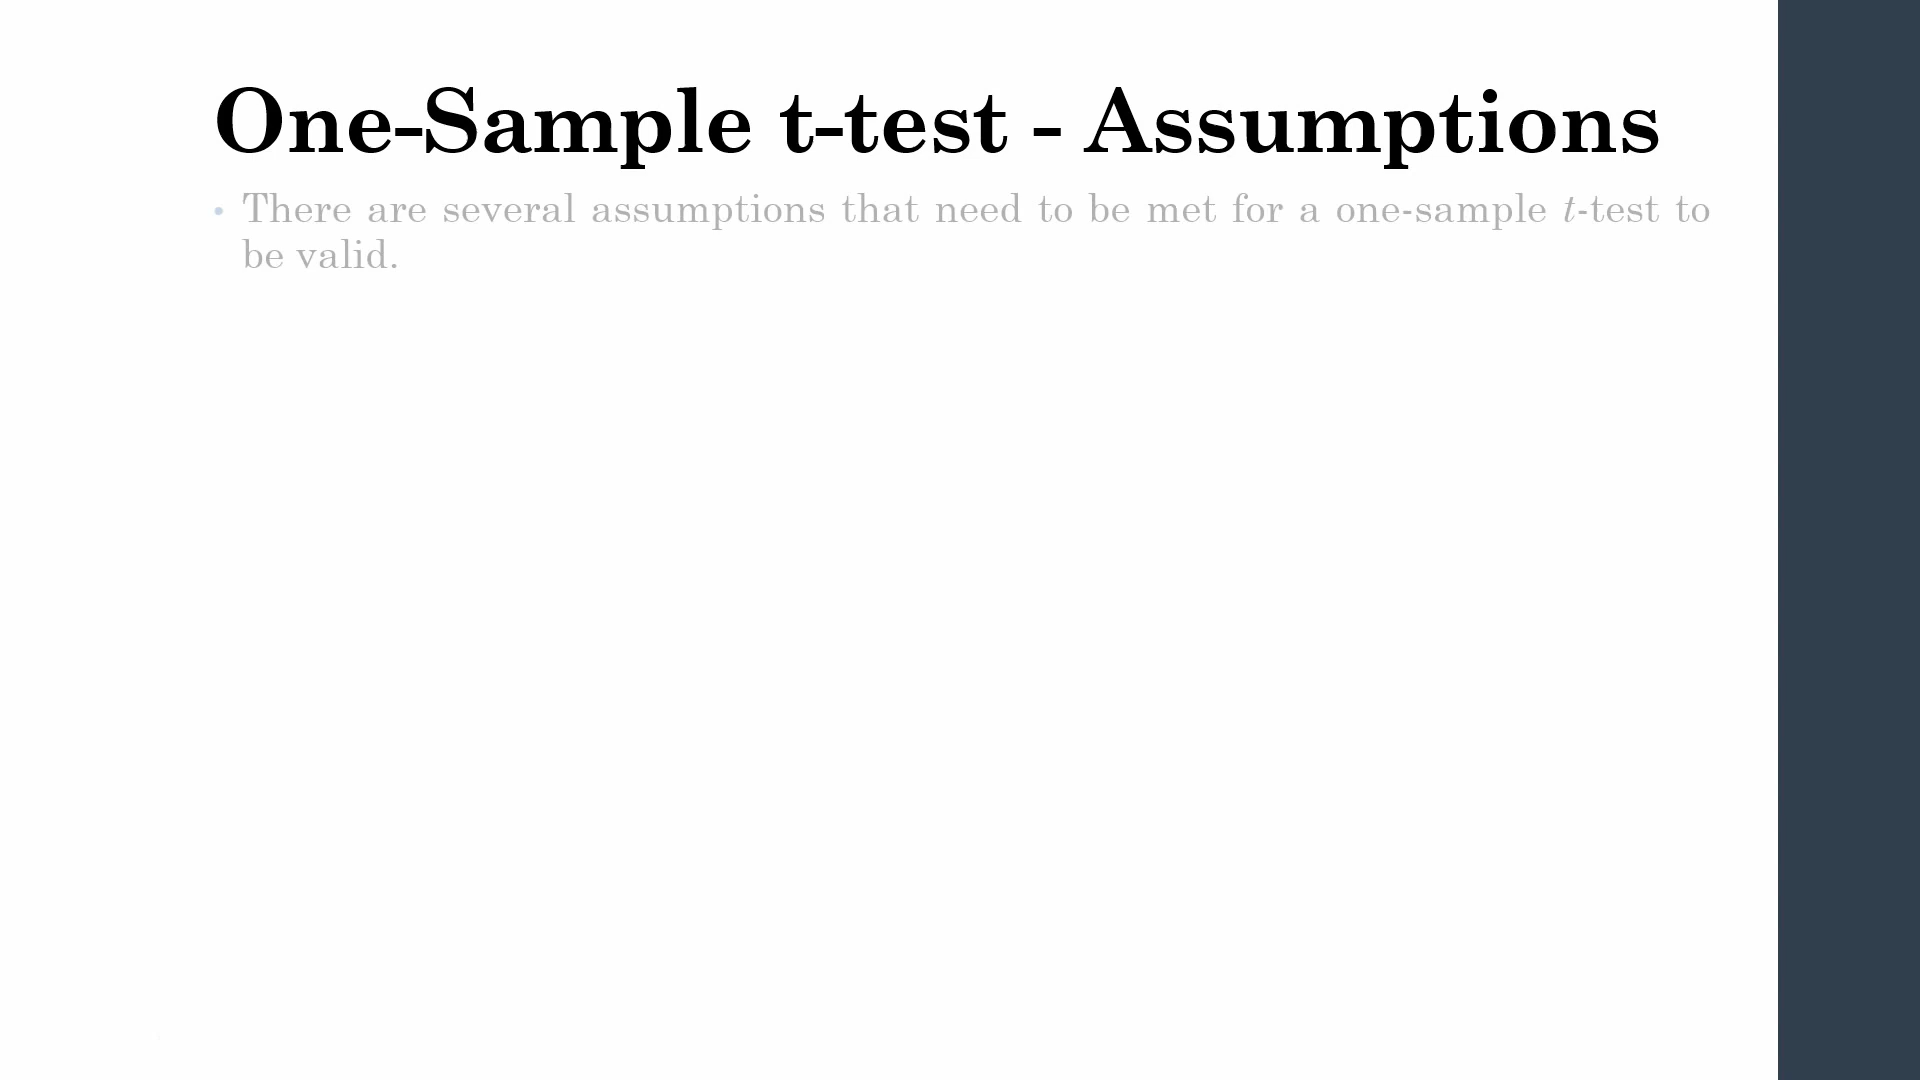 One-Sample t-test - Assumptions
• There are several assumptions that need to be met for a one-sample t-test to
be valid.